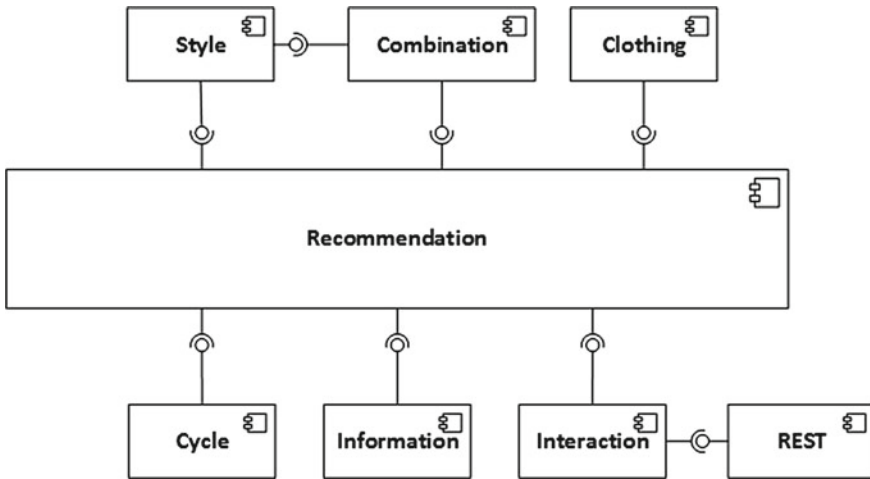 Style
Combination
Clothing
Recommendation
Cycle
Information
Interaction
REST